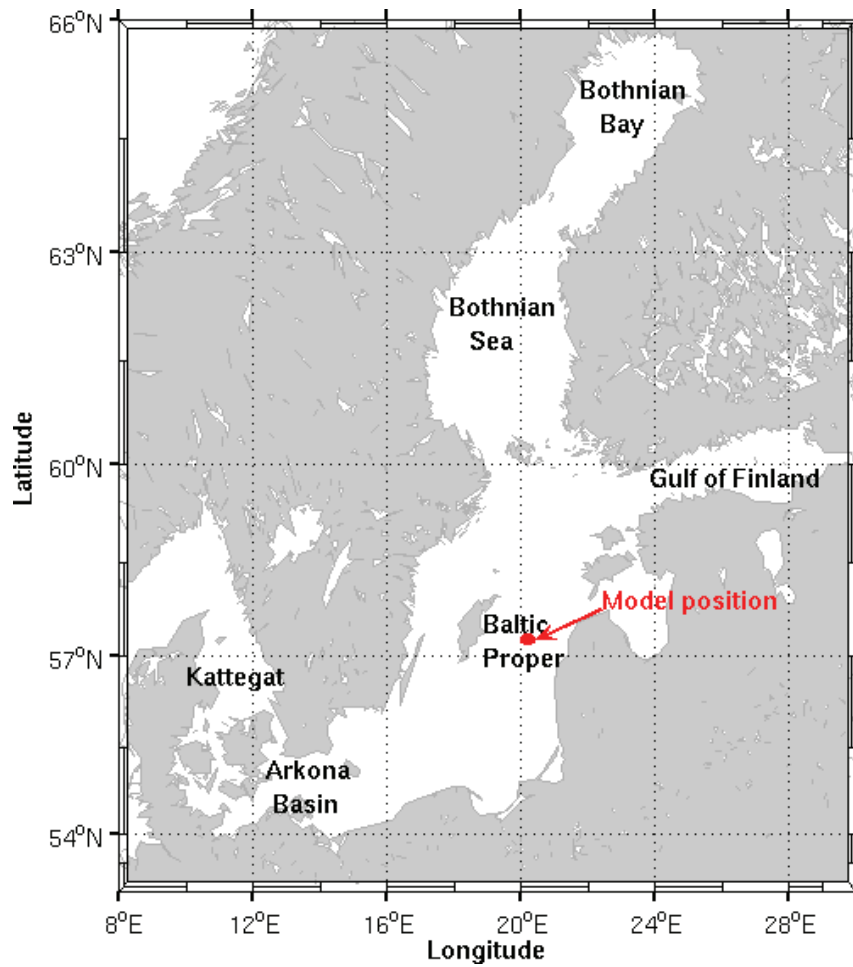 66°N
Bothnian
Bay
63°N
Bothnian
Sea
Latitude
60°N
Gulf of Finland
Model position
Baltic
Proper
57°N
Kattegat
Arkona
Basin
54°N
8°E 12°E 16°E 20°E 24°E 28°E
Longitude